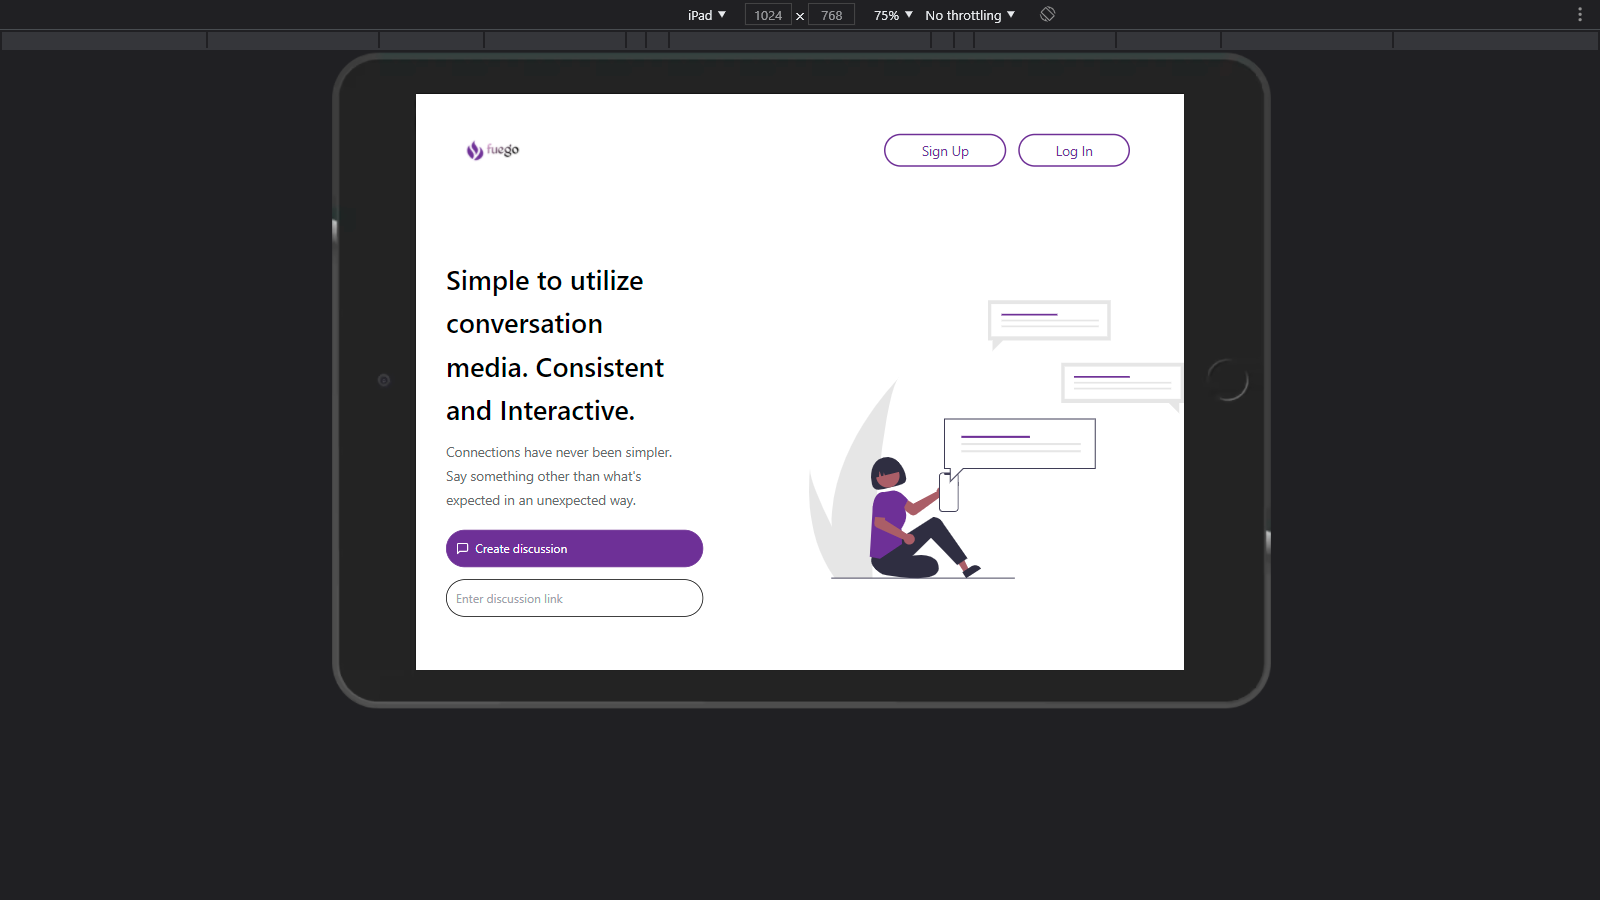 iPad 1024 x 768 75% No throttling
fuego
Sign Up Log In
Simple to utilize
conversation
media. Consistent
and Interactive.
Connections have never been simpler.
Say something other than what's
expected in an unexpected way.
Create discussion
Enter discussion link